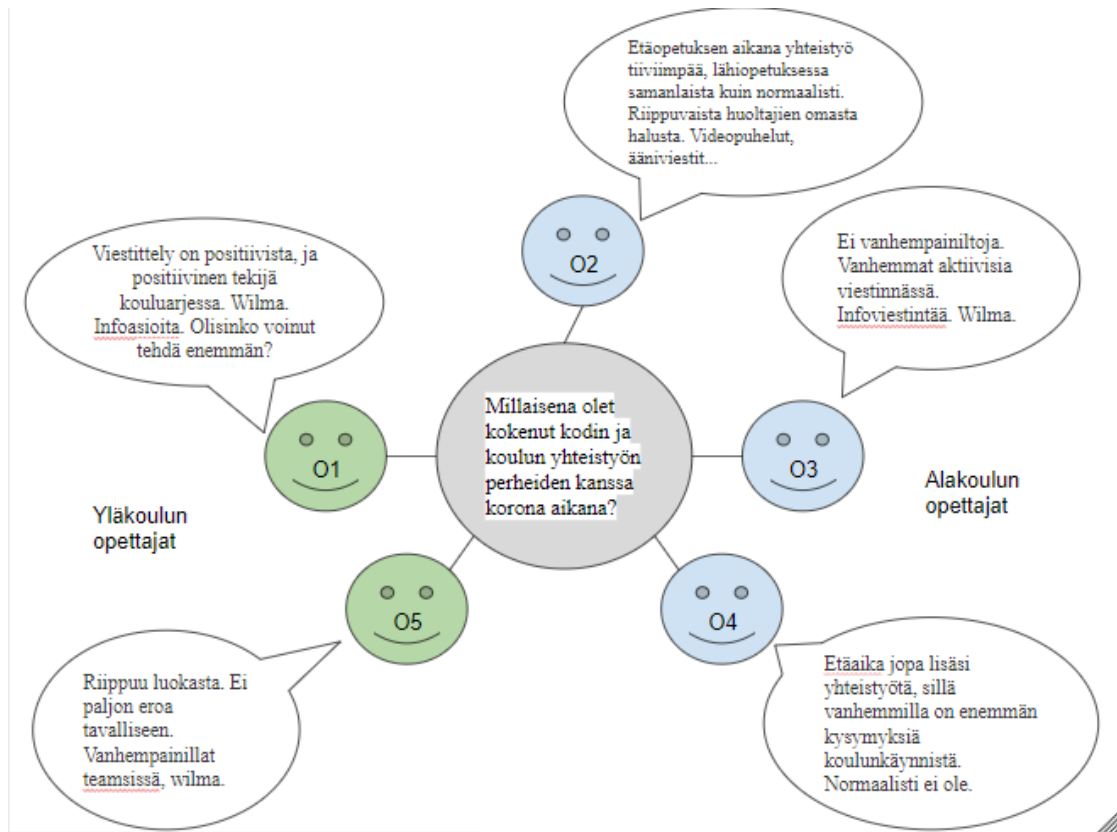 Etäopetuksen aikana yhteistyö
tiiviimpää, lähiopetuksessa
samanlaista kuin normaalisti.
Riippuvaista huoltajien omasta
halusta. Videopuhelut,
ääniviestit...
O2
Viestittely on positiivista, ja
positiivinen tekijä
kouluarjessa. Wilma.
Infoasioita. Olisinko voinut
tehdä enemmän?
O1
Ei vanhempainiltoja.
Vanhemmat aktiivisia
viestinnässä.
Infoviestintää. Wilma.
O3
Millaisena olet
kokenut kodin ja
koulun yhteistyön
perheiden kanssa
korona aikana?
Yläkoulun
opettajat
Alakoulun
opettajat
O5
Riippuu luokasta. Ei
paljon eroa
tavalliseen.
Vanhempainillat
teamsissä, wilma.
O4
Etäaika jopa lisäsi
yhteistyötä, sillä
vanhemmilla on enemmän
kysymyksiä
koulunkäynnistä.
Normaalisti ei ole.